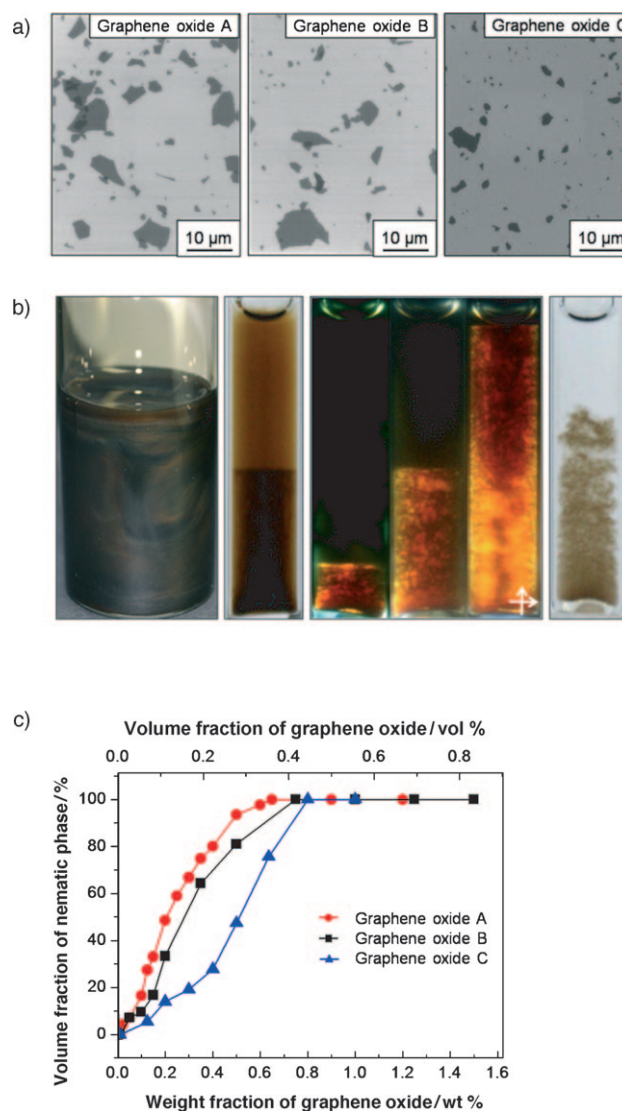 a)
Graphene oxide A
Graphene oxide B
Graphene oxide
10 μm
10 μm
10 μm
b)
c)
Volume fraction of graphene oxide/vol %
0.0 0.2 0.4 0.6 0.8
Volume fraction of nematic phase/%
100
80
60
40
20
0
Graphene oxide A
Graphene oxide B
Graphene oxide C
0.0 0.2 0.4 0.6 0.8 1.0 1.2 1.4 1.6
Weight fraction of graphene oxide/wt %